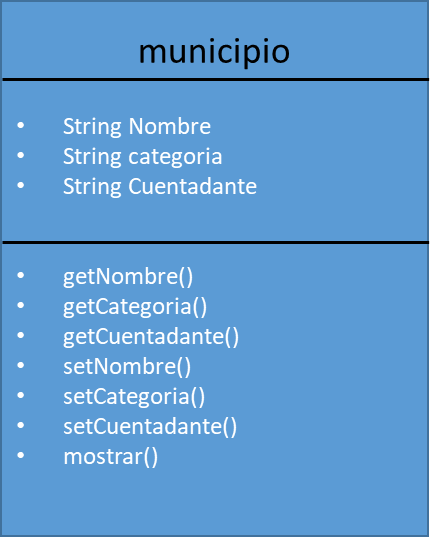 municipio
• String Nombre
• String categoria
• String Cuentadante
• getNombre()
• getCategoria()
• getCuentadante()
• setNombre()
• setCategoria()
• setCuentadante()
• mostrar()